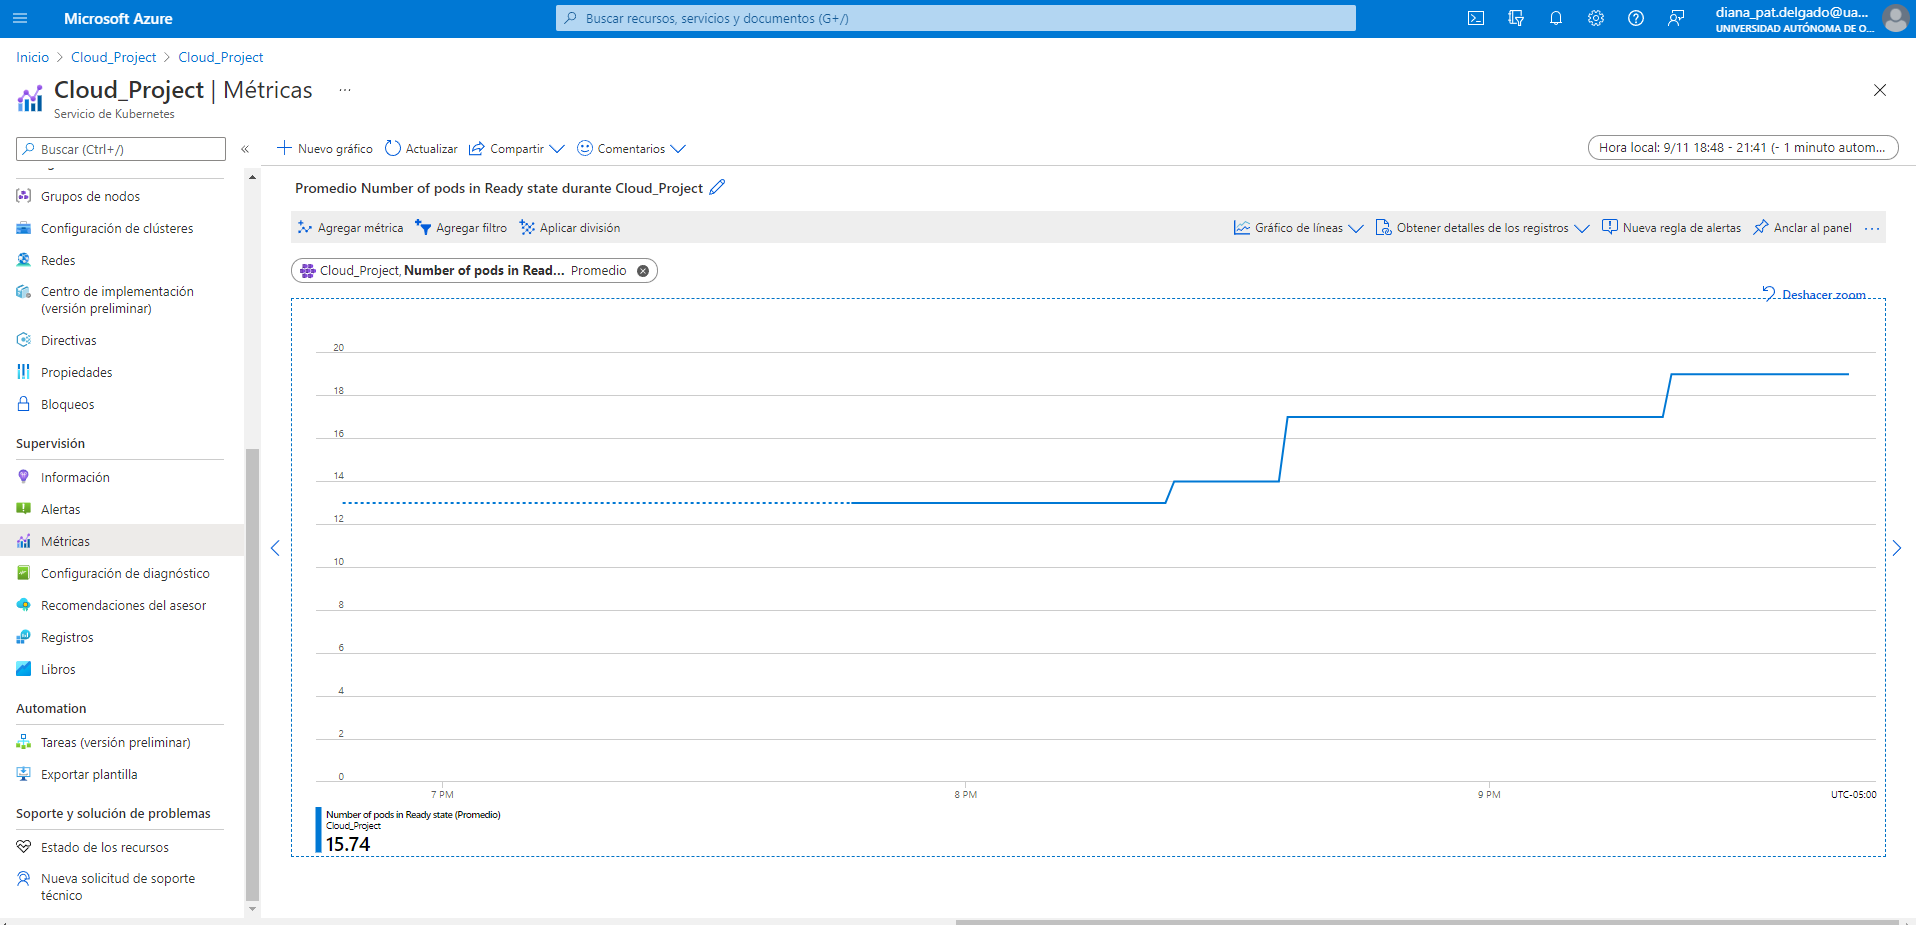 Microsoft Azure
Buscar recursos, servicios y documentos (G+/)
diana_pat.delgado@ua...
UNIVERSIDAD AUTÓNOMA DE O...
Inicio > Cloud_Project > Cloud_Project
Cloud_Project | Métricas ...
Servicio de Kubernetes
Buscar (Ctrl+/)
«
Nuevo gráfico
Actualizar
Compartir
Comentarios
Hora local: 9/11 18:48 - 21:41 (- 1 minuto autom...
Grupos de nodos
Configuración de clústeres
Redes
Centro de implementación
(versión preliminar)
Directivas
Propiedades
Bloqueos
Supervisión
Información
Alertas
Métricas
Configuración de diagnóstico
Recomendaciones del asesor
Registros
Libros
Automation
Tareas (versión preliminar)
Exportar plantilla
Soporte y solución de problemas
Estado de los recursos
Nueva solicitud de soporte
técnico
Promedio Number of pods in Ready state durante Cloud_Project
Agregar métrica
Agregar filtro
Aplicar división
Gráfico de líneas
Obtener detalles de los registros
Nueva regla de alertas
Anclar al panel
...
Cloud_Project, Number of pods in Read... Promedio
Deshacer zoom
20
18
16
14
12
10
8
6
4
2
0
7 PM
8 PM
9 PM
UTC-05:00
Number of pods in Ready state (Promedio)
Cloud_Project
15.74